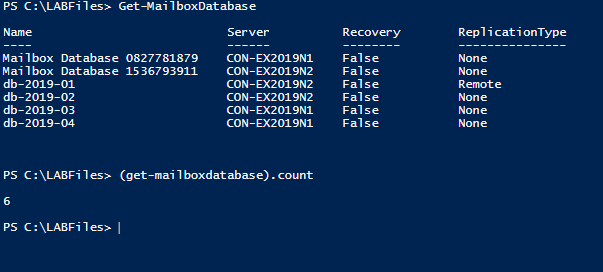 PS C:\LABFiles> Get-MailboxDatabase
Name Server Recovery ReplicationType
---- ------ -------- ---------------
Mailbox Database 0827781879 CON-EX2019N1 False None
Mailbox Database 1536793911 CON-EX2019N2 False None
db-2019-01 CON-EX2019N2 False Remote
db-2019-02 CON-EX2019N2 False None
db-2019-03 CON-EX2019N1 False None
db-2019-04 CON-EX2019N1 False None
PS C:\LABFiles> (get-mailboxdatabase).count
6
PS C:\LABFiles>